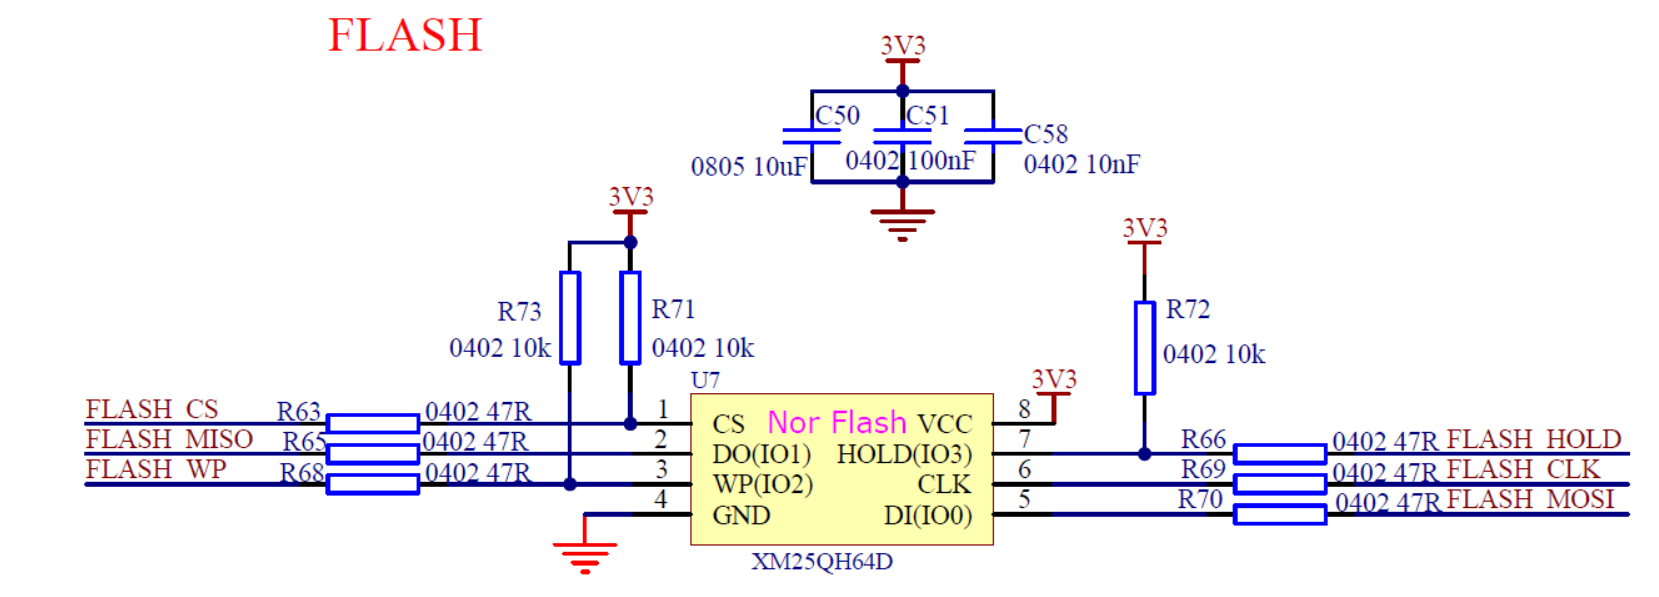 FLASH
3V3
C50
C51
C58
0805 10uF
0402 100nF
0402 10nF
3V3
3V3
R73
R71
R72
0402 10k
0402 10k
0402 10k
U7
3V3
FLASH_CS
R63
0402 47R
1
CS
Nor Flash
VCC
8
FLASH_MISO
R65
0402 47R
2
DO(IO1)
HOLD(IO3)
7
R66
0402 47R
FLASH_HOLD
FLASH_WP
R68
0402 47R
3
WP(IO2)
CLK
6
R69
0402 47R
FLASH_CLK
4
GND
DI(IO0)
5
R70
0402 47R
FLASH_MOSI
XM25QH64D